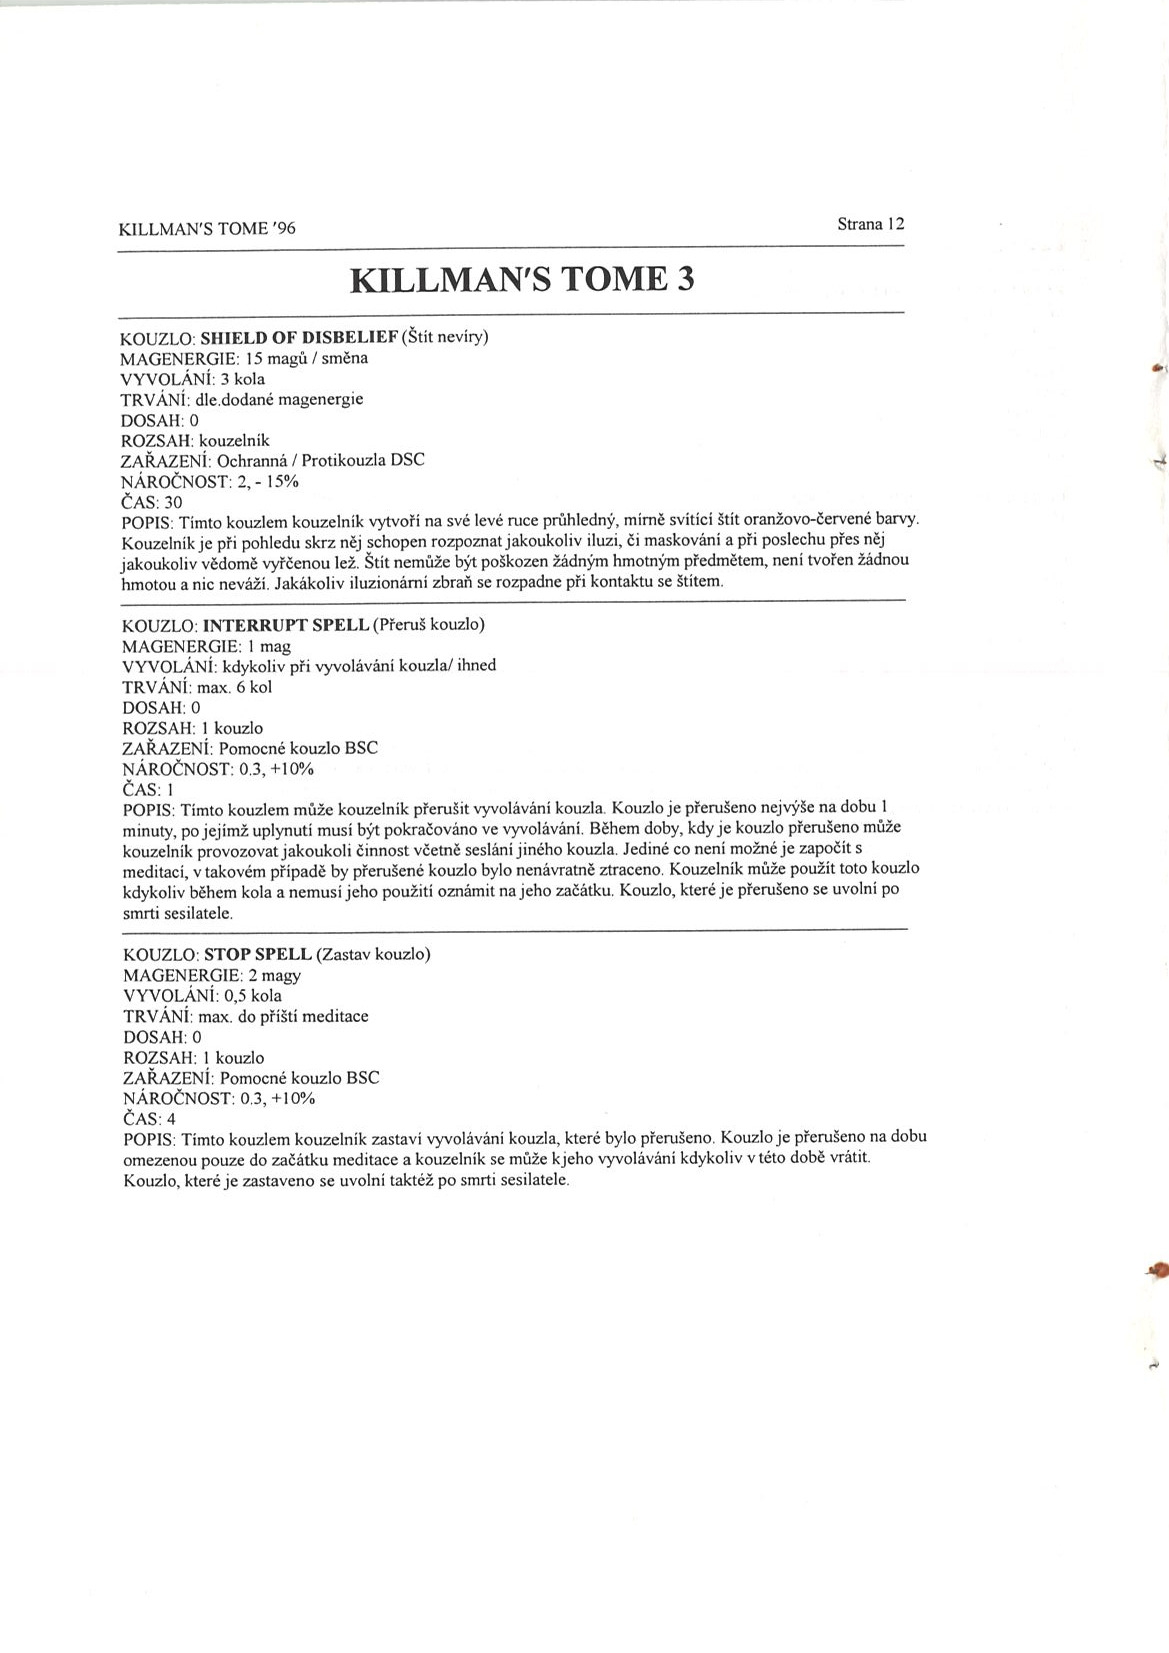 KILLMAN'S TOME '96
Strana 12
KILLMAN'S TOME 3
KOUZLO: SHIELD OF DISBELIEF (Štít nevíry)
MAGENERGIE: 15 magů / směna
VYVOLÁNÍ: 3 kola
TRVÁNÍ: dle.dodané magenergie
DOSAH: 0
ROZSAH: kouzelník
ZAŘAZENÍ: Ochranná / Protikouzla DSC
NÁROČNOST: 2, - 15%
ČAS: 30
POPIS: Tímto kouzlem kouzelník vytvoří na své levé ruce průhledný, mírně svítící štít oranžovo-červené barvy.
Kouzelník je při pohledu skrz něj schopen rozpoznat jakoukoliv iluzi, či maskování a při poslechu přes něj
jakoukoliv vědomě vyřčenou lež. Štít nemůže být poškozen žádným hmotným předmětem, není tvořen žádnou
hmotou a nic neváží. Jakákoliv iluzionární zbraň se rozpadne při kontaktu se štítem.
KOUZLO: INTERRUPT SPELL (Přeruš kouzlo)
MAGENERGIE: 1 mag
VYVOLÁNÍ: kdykoliv při vyvolávání kouzla/ ihned
TRVÁNÍ: max. 6 kol
DOSAH: 0
ROZSAH: 1 kouzlo
ZAŘAZENÍ: Pomocné kouzlo BSC
NÁROČNOST: 0.3, +10%
ČAS: 1
POPIS: Tímto kouzlem může kouzelník přerušit vyvolávání kouzla. Kouzlo je přerušeno nejvýše na dobu 1
minuty, po jejímž uplynutí musí být pokračováno ve vyvolávání. Během doby, kdy je kouzlo přerušeno může
kouzelník provozovat jakoukoli činnost včetně seslání jiného kouzla. Jediné co není možné je započít s
meditací, v takovém případě by přerušené kouzlo bylo nenávratně ztraceno. Kouzelník může použít toto kouzlo
kdykoliv během kola a nemusí jeho použití oznámit na jeho začátku. Kouzlo, které je přerušeno se uvolní po
smrti sesilatele.
KOUZLO: STOP SPELL (Zastav kouzlo)
MAGENERGIE: 2 magy
VYVOLÁNÍ: 0,5 kola
TRVÁNÍ: max. do příští meditace
DOSAH: 0
ROZSAH: 1 kouzlo
ZAŘAZENÍ: Pomocné kouzlo BSC
NÁROČNOST: 0.3, +10%
ČAS: 4
POPIS: Tímto kouzlem kouzelník zastaví vyvolávání kouzla, které bylo přerušeno. Kouzlo je přerušeno na dobu
omezenou pouze do začátku meditace a kouzelník se může kjeho vyvolávání kdykoliv v této době vrátit.
Kouzlo, které je zastaveno se uvolní taktéž po smrti sesilatele.